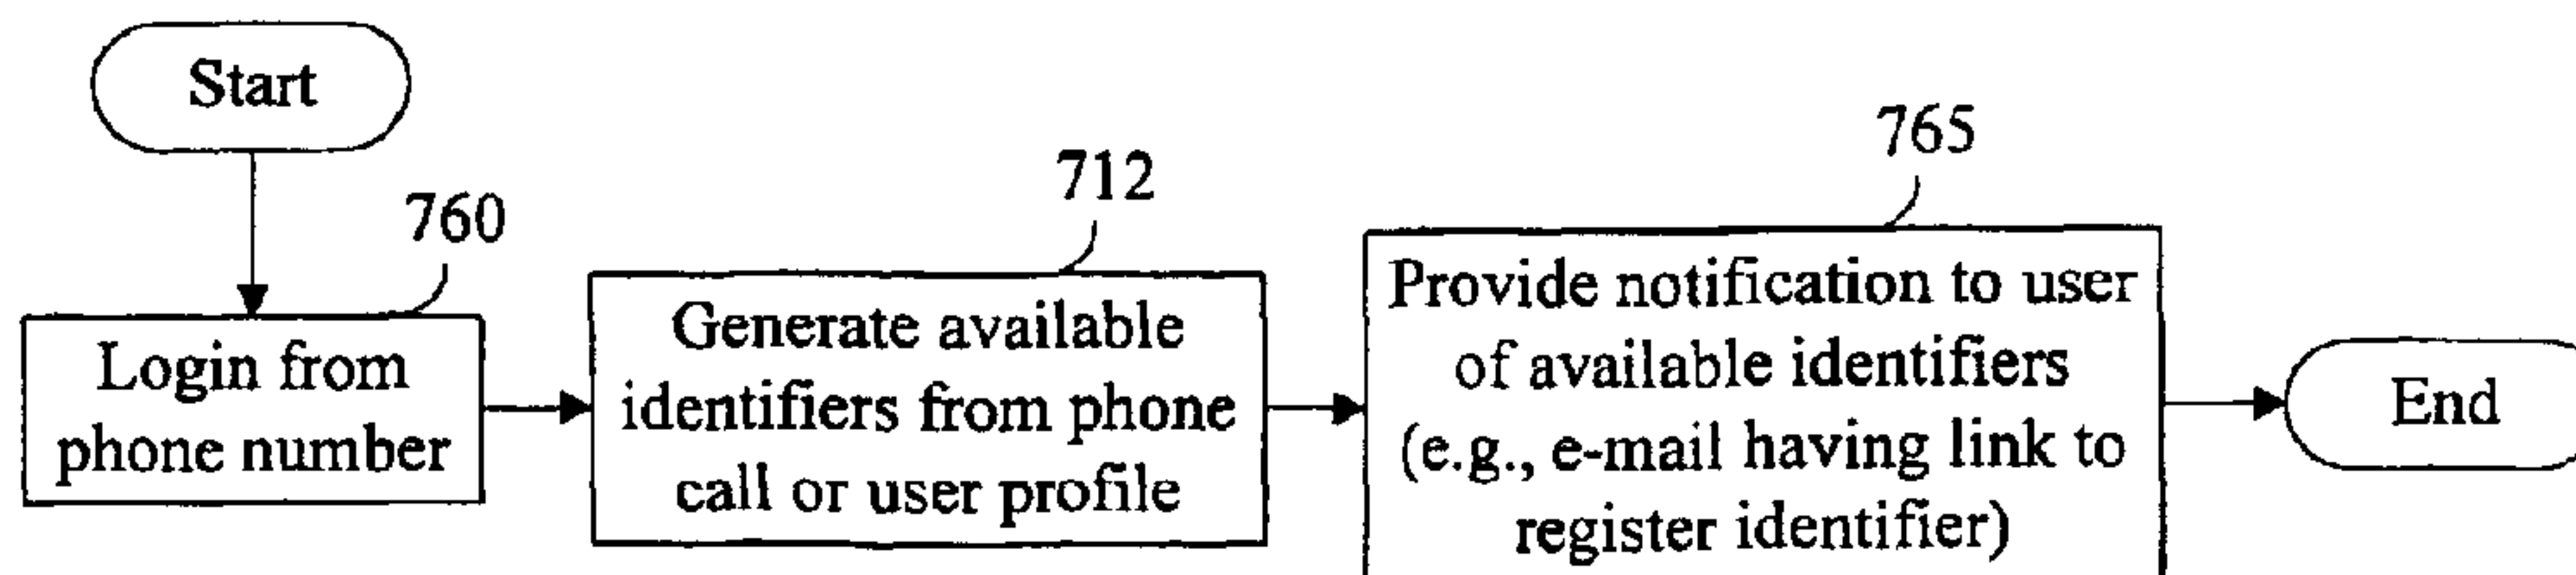 Start
760
Login from
phone number
712
Generate available
identifiers from phone
call or user profile
765
Provide notification to user
of available identifiers
(e.g., e-mail having link to
register identifier)
End